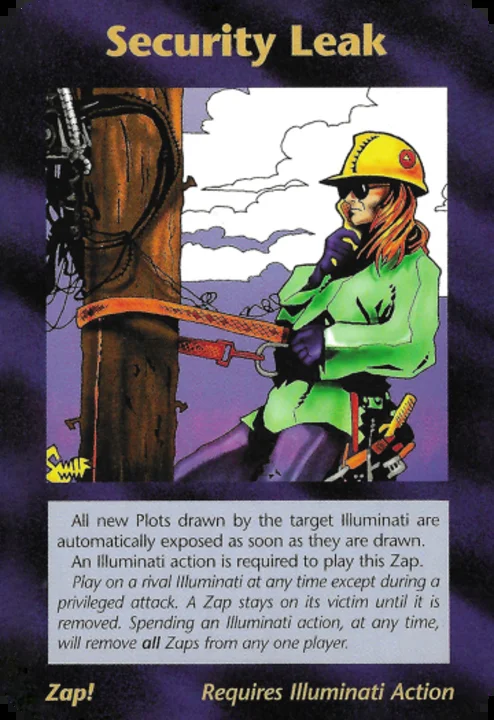 Security Leak
All new Plots drawn by the target Illuminati are
automatically exposed as soon as they are drawn.
An Illuminati action is required to play this Zap.
Play on a rival Illuminati at any time except during a
privileged attack. A Zap stays on its victim until it is
removed. Spending an Illuminati action, at any time,
will remove all Zaps from any one player.
Zap!
Requires Illuminati Action